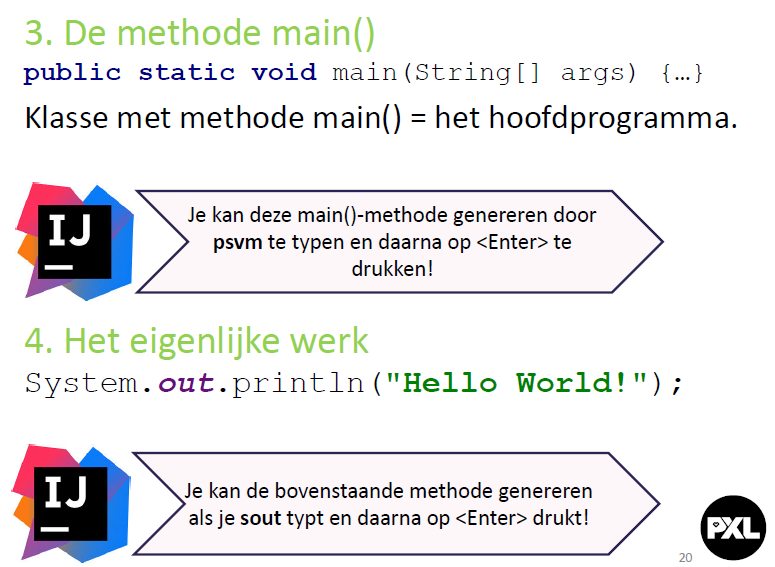 3. De methode main()
public static void main(String[] args) {…}
Klasse met methode main() = het hoofdprogramma.
IJ
Je kan deze main()-methode genereren door
psvm te typen en daarna op <Enter> te
drukken!
4. Het eigenlijke werk
System.out.println("Hello World!");
IJ
Je kan de bovenstaande methode genereren
als je sout typt en daarna op <Enter> drukt!
PXL
20